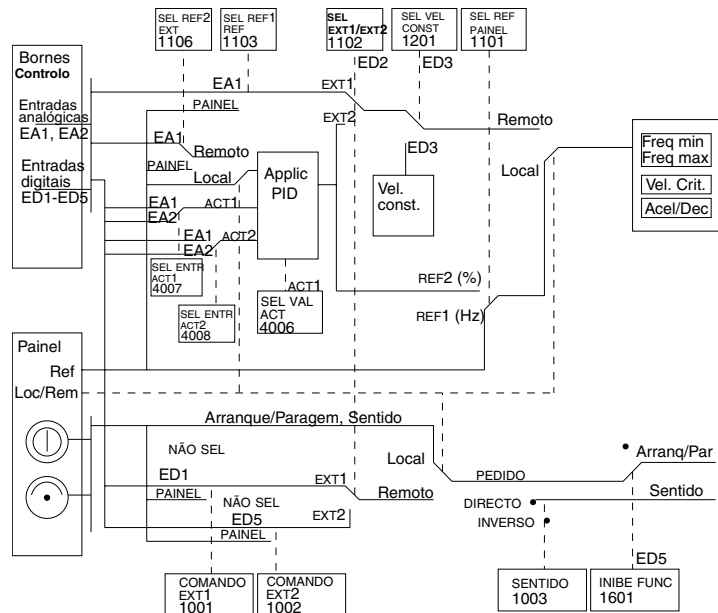 SEL REF2
EXT
1106
SEL REF1
REF
1103
SEL
EXT1/EXT2
1102
SEL VEL
CONST
1201
SEL REF
PAINEL
1101
ED2
ED3
Bornes
Controlo
Entradas
analógicas
EA1, EA2
Entradas
digitais
ED1-ED5
EA1
EXT1
PAINEL
EXT2
Remoto
EA1
Remoto
PAINEL
Local
Applic
PID
ED3
Vel.
const.
Local
Freq min
Freq max
Vel. Crit.
Acel/Dec
EA1
ACT1
EA2
EA1
ACT2
EA2
SEL ENTR
ACT1
4007
ACT1
SEL VAL
ACT
4006
SEL ENTR
ACT2
4008
REF2 (%)
REF1 (Hz)
Painel
Ref
Loc/Rem
Arranque/Paragem, Sentido
NÃO SEL
Local
Arranq/Par
ED1
EXT1
PEDIDO
PAINEL
NÃO SEL
Remoto
Sentido
ED5
EXT2
DIRECTO
INVERSO
PAINEL
ED5
COMANDO
EXT1
1001
COMANDO
EXT2
1002
SENTIDO
1003
INIBE FUNC
1601